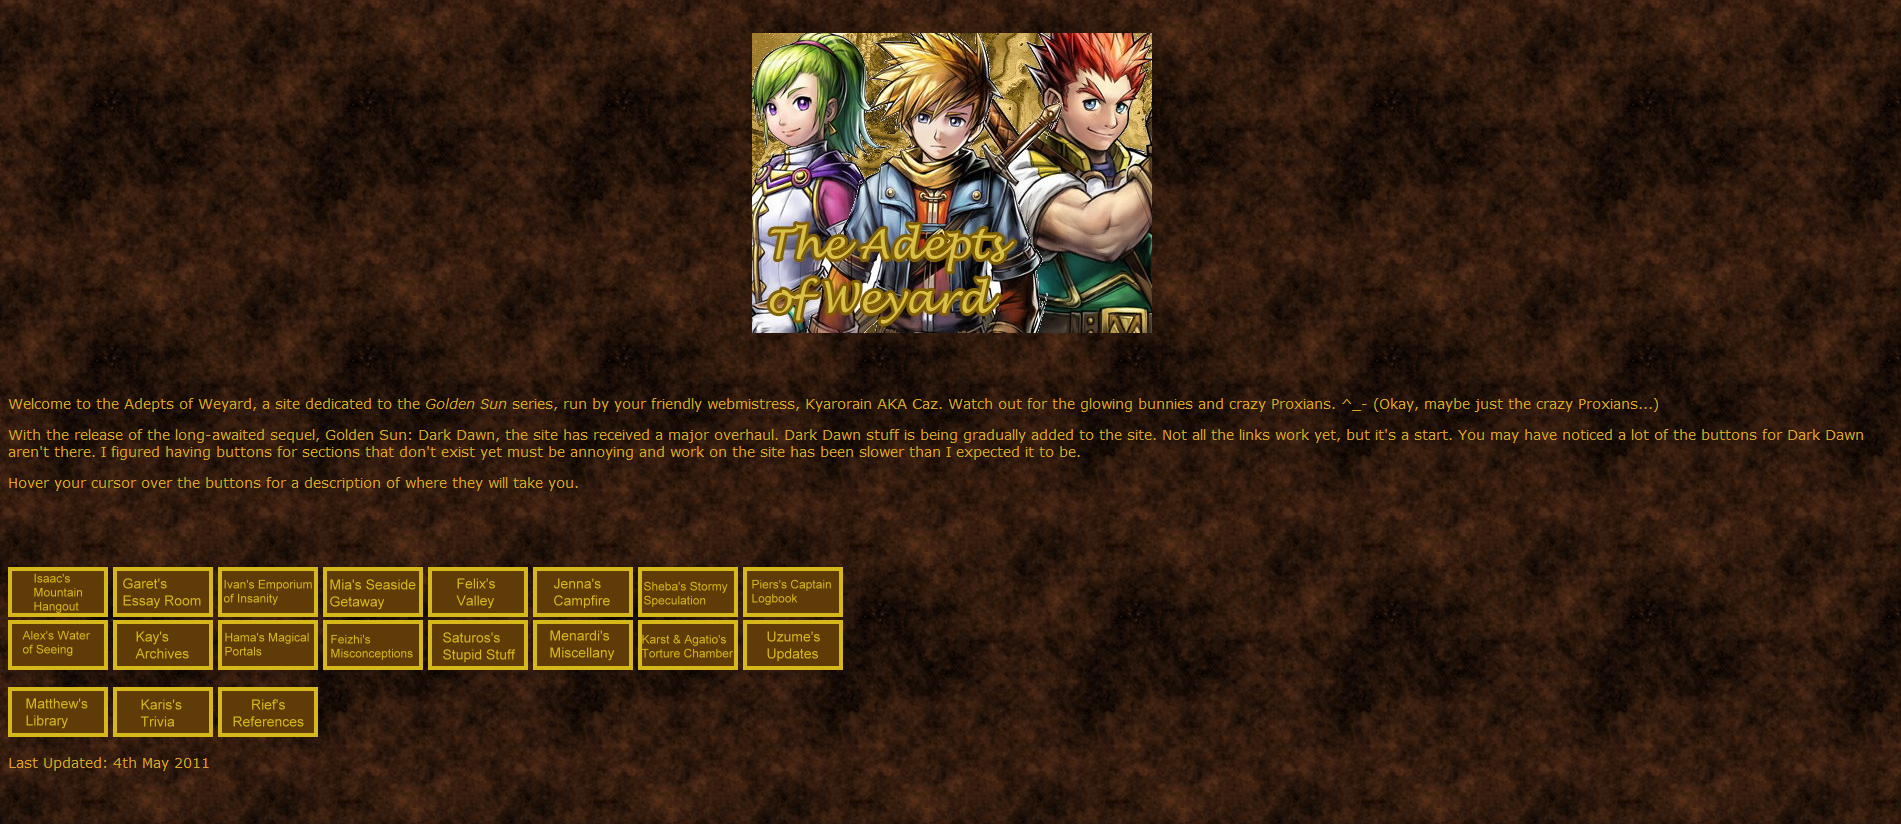 The Adepts
of Weyard
Welcome to the Adepts of Weyard, a site dedicated to the Golden Sun series, run by your friendly webmistress, Kyarorain AKA Caz. Watch out for the glowing bunnies and crazy Proxians. ^_- (Okay, maybe just the crazy Proxians...)
With the release of the long-awaited sequel, Golden Sun: Dark Dawn, the site has received a major overhaul. Dark Dawn stuff is being gradually added to the site. Not all the links work yet, but it's a start. You may have noticed a lot of the buttons for Dark Dawn
aren't there. I figured having buttons for sections that don't exist yet must be annoying and work on the site has been slower than I expected it to be.
Hover your cursor over the buttons for a description of where they will take you.
Isaac's
Mountain
Hangout
Garet's
Essay Room
Ivan's Emporium
of Insanity
Mia's Seaside
Getaway
Felix's
Valley
Jenna's
Campfire
Sheba's Stormy
Speculation
Piers's Captain
Logbook
Alex's Water
of Seeing
Kay's
Archives
Hama's Magical
Portals
Feizhi's
Misconceptions
Saturos's
Stupid Stuff
Menardi's
Miscellany
Karst & Agatio's
Torture Chamber
Uzume's
Updates
Matthew's
Library
Karis's
Trivia
Rief's
References
Last Updated: 4th May 2011